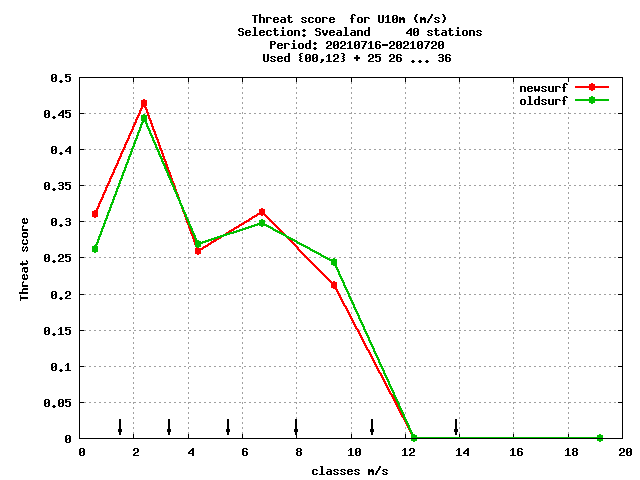 Threat score  for U10m (m/s)
Selection: Svealand     40 stations
Period: 20210716-20210720
Used {00,12} + 25 26 ... 36
newsurf
oldsurf
0.5
0.45
0.4
0.35
0.3
0.25
0.2
0.15
0.1
0.05
0
Threat score
0 2 4 6 8 10 12 14 16 18 20
classes m/s